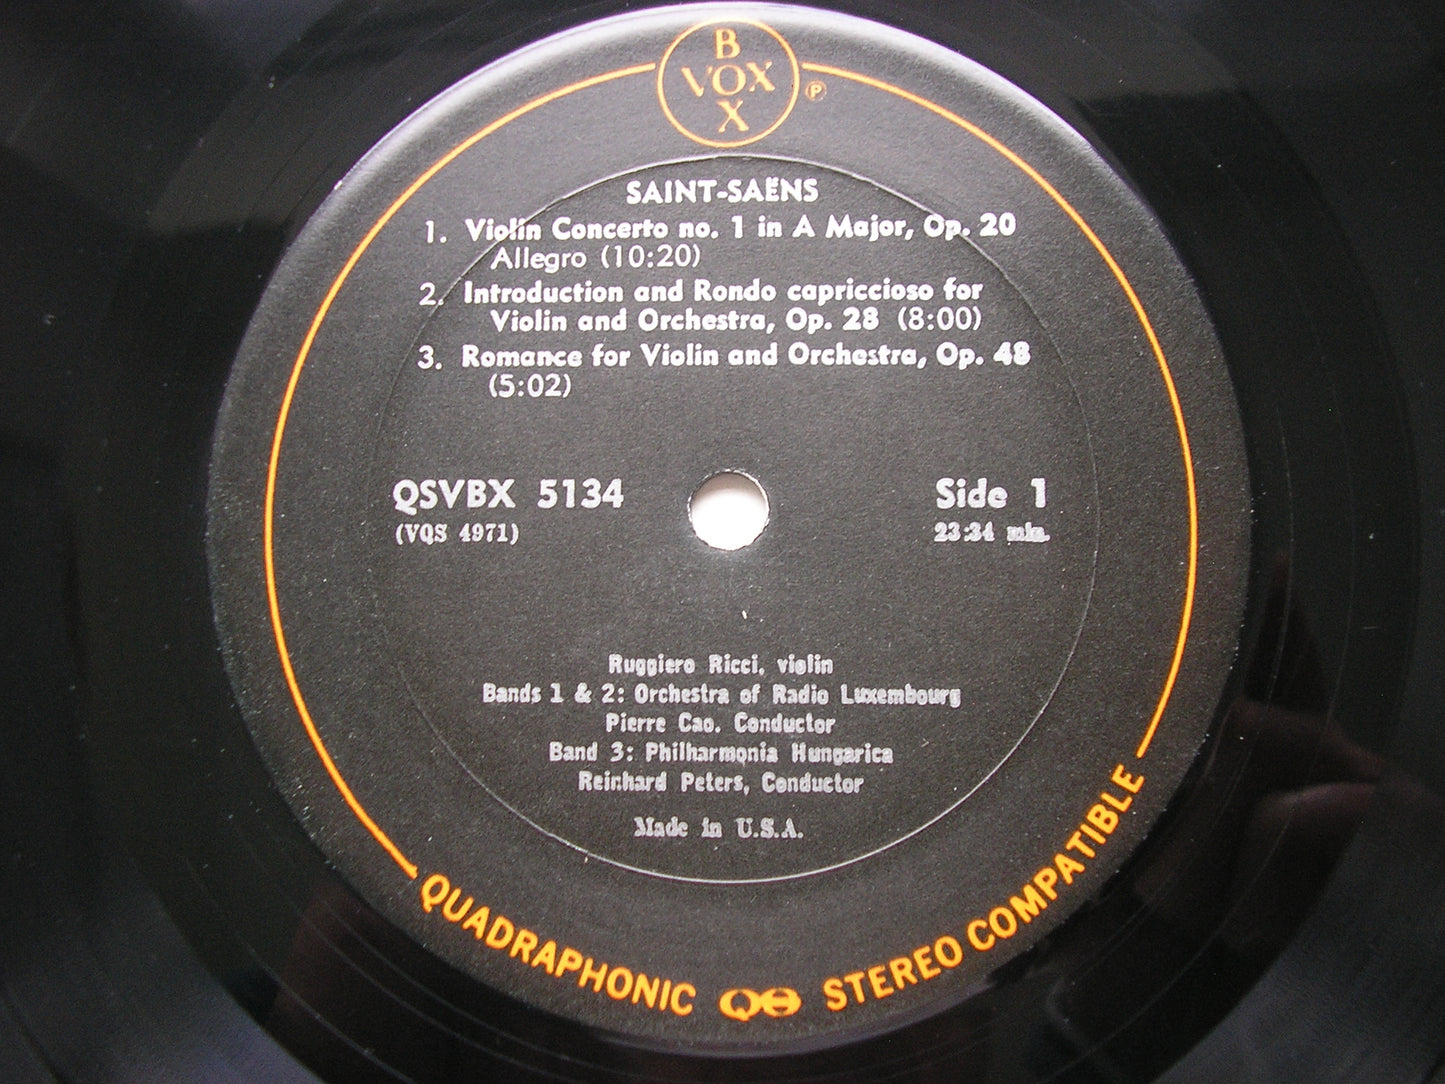 VOX BOX
℗
SAINT-SAËNS
1. Violin Concerto no. 1 in A Major, Op. 20
Allegro (10:20)
2. Introduction and Rondo capriccioso for
Violin and Orchestra, Op. 28 (8:00)
3. Romance for Violin and Orchestra, Op. 48
(5:02)
QSVBX 5134
(VQS 4971)
Side 1
23:34 min.
Ruggiero Ricci, violin
Bands 1 & 2: Orchestra of Radio Luxembourg
Pierre Cao, Conductor
Band 3: Philharmonia Hungarica
Reinhard Peters, Conductor
Made in U.S.A.
QUADRAPHONIC QS STEREO COMPATIBLE